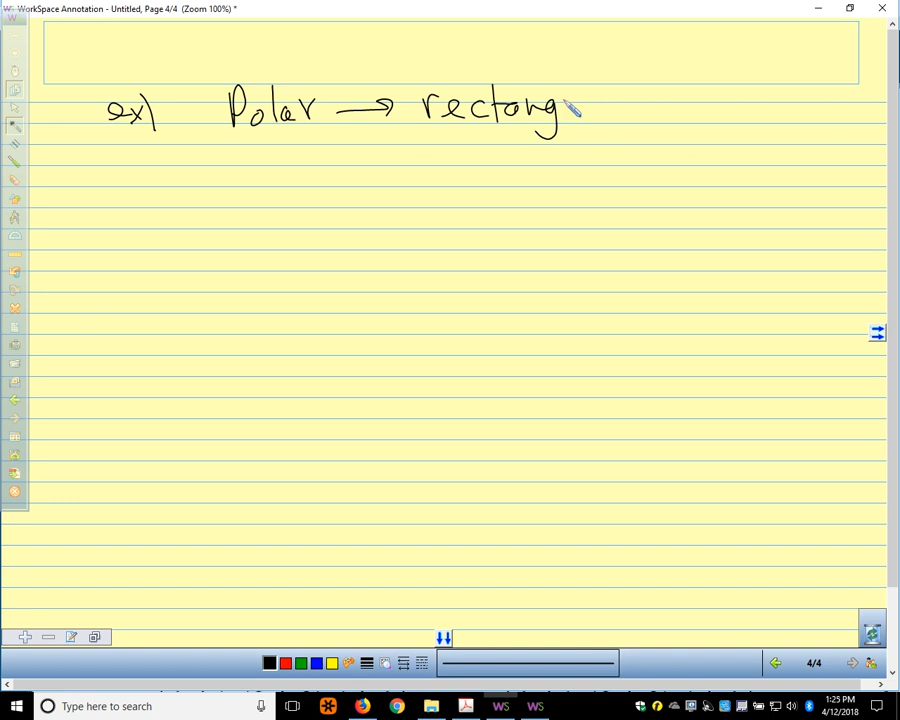 WorkSpace Annotation - Untitled, Page 4/4 (Zoom 100%) *
ex) Polar → rectang
4/4
Type here to search
1:25 PM
4/12/2018